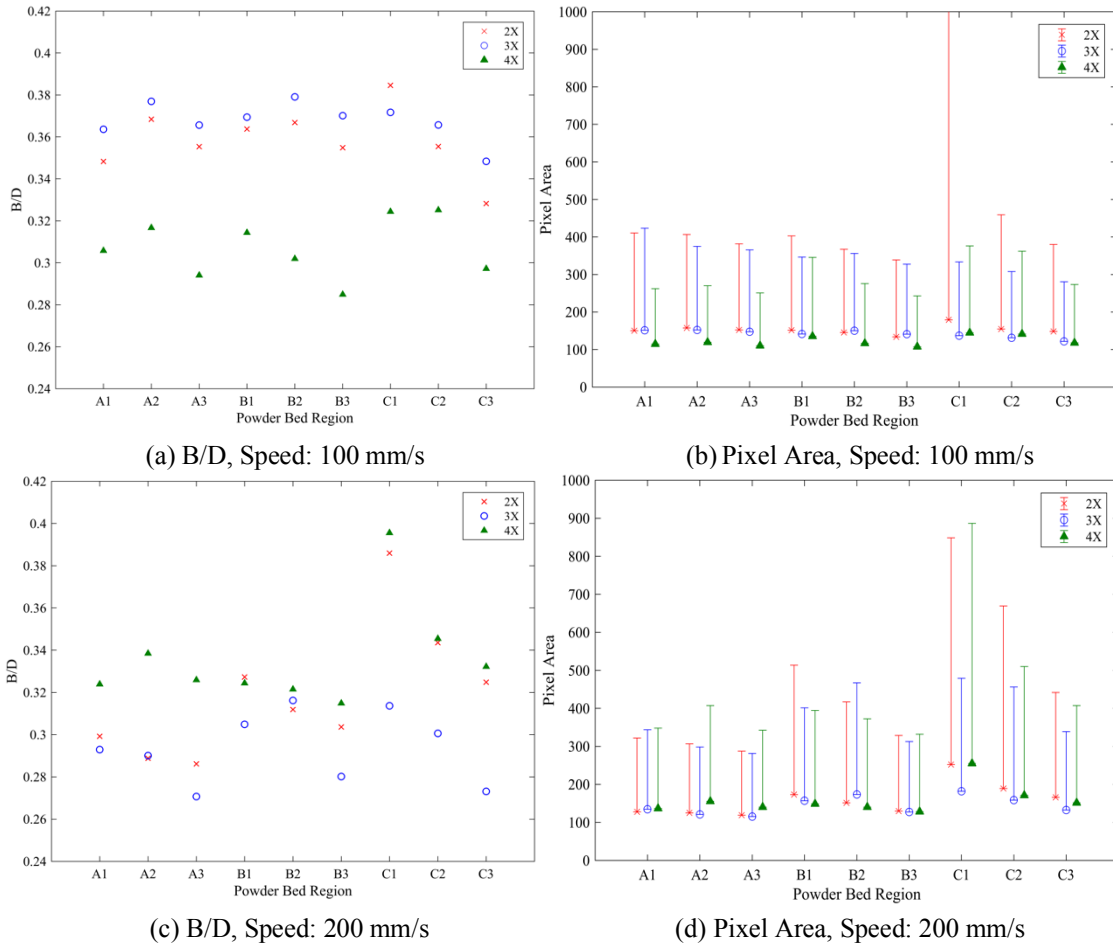 0.42
0.4
0.38
0.36
0.34
0.32
0.3
0.28
0.26
0.24
B/D
A1 A2 A3 B1 B2 B3 C1 C2 C3
Powder Bed Region
2X
3X
4X
(a) B/D, Speed: 100 mm/s
1000
900
800
700
600
500
400
300
200
100
0
Pixel Area
A1 A2 A3 B1 B2 B3 C1 C2 C3
Powder Bed Region
2X
3X
4X
(b) Pixel Area, Speed: 100 mm/s
0.42
0.4
0.38
0.36
0.34
0.32
0.3
0.28
0.26
0.24
B/D
A1 A2 A3 B1 B2 B3 C1 C2 C3
Powder Bed Region
2X
3X
4X
(c) B/D, Speed: 200 mm/s
1000
900
800
700
600
500
400
300
200
100
0
Pixel Area
A1 A2 A3 B1 B2 B3 C1 C2 C3
Powder Bed Region
2X
3X
4X
(d) Pixel Area, Speed: 200 mm/s